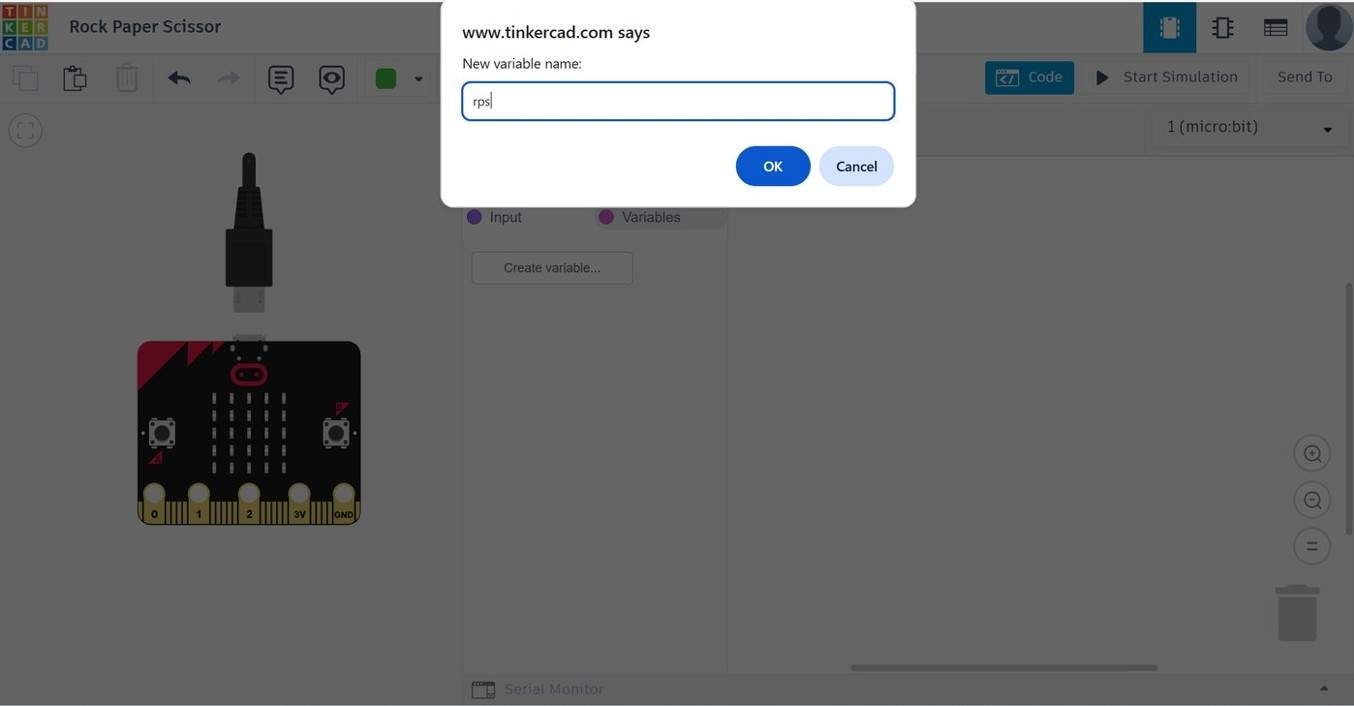 TIN
KER
CAD
Rock Paper Scissor
www.tinkercad.com says
New variable name:
rps
OK
Cancel
Code
Start Simulation
Send To
1 (micro:bit)
Input
Variables
Create variable...
A
B
0
1
2
3V
GND
Serial Monitor